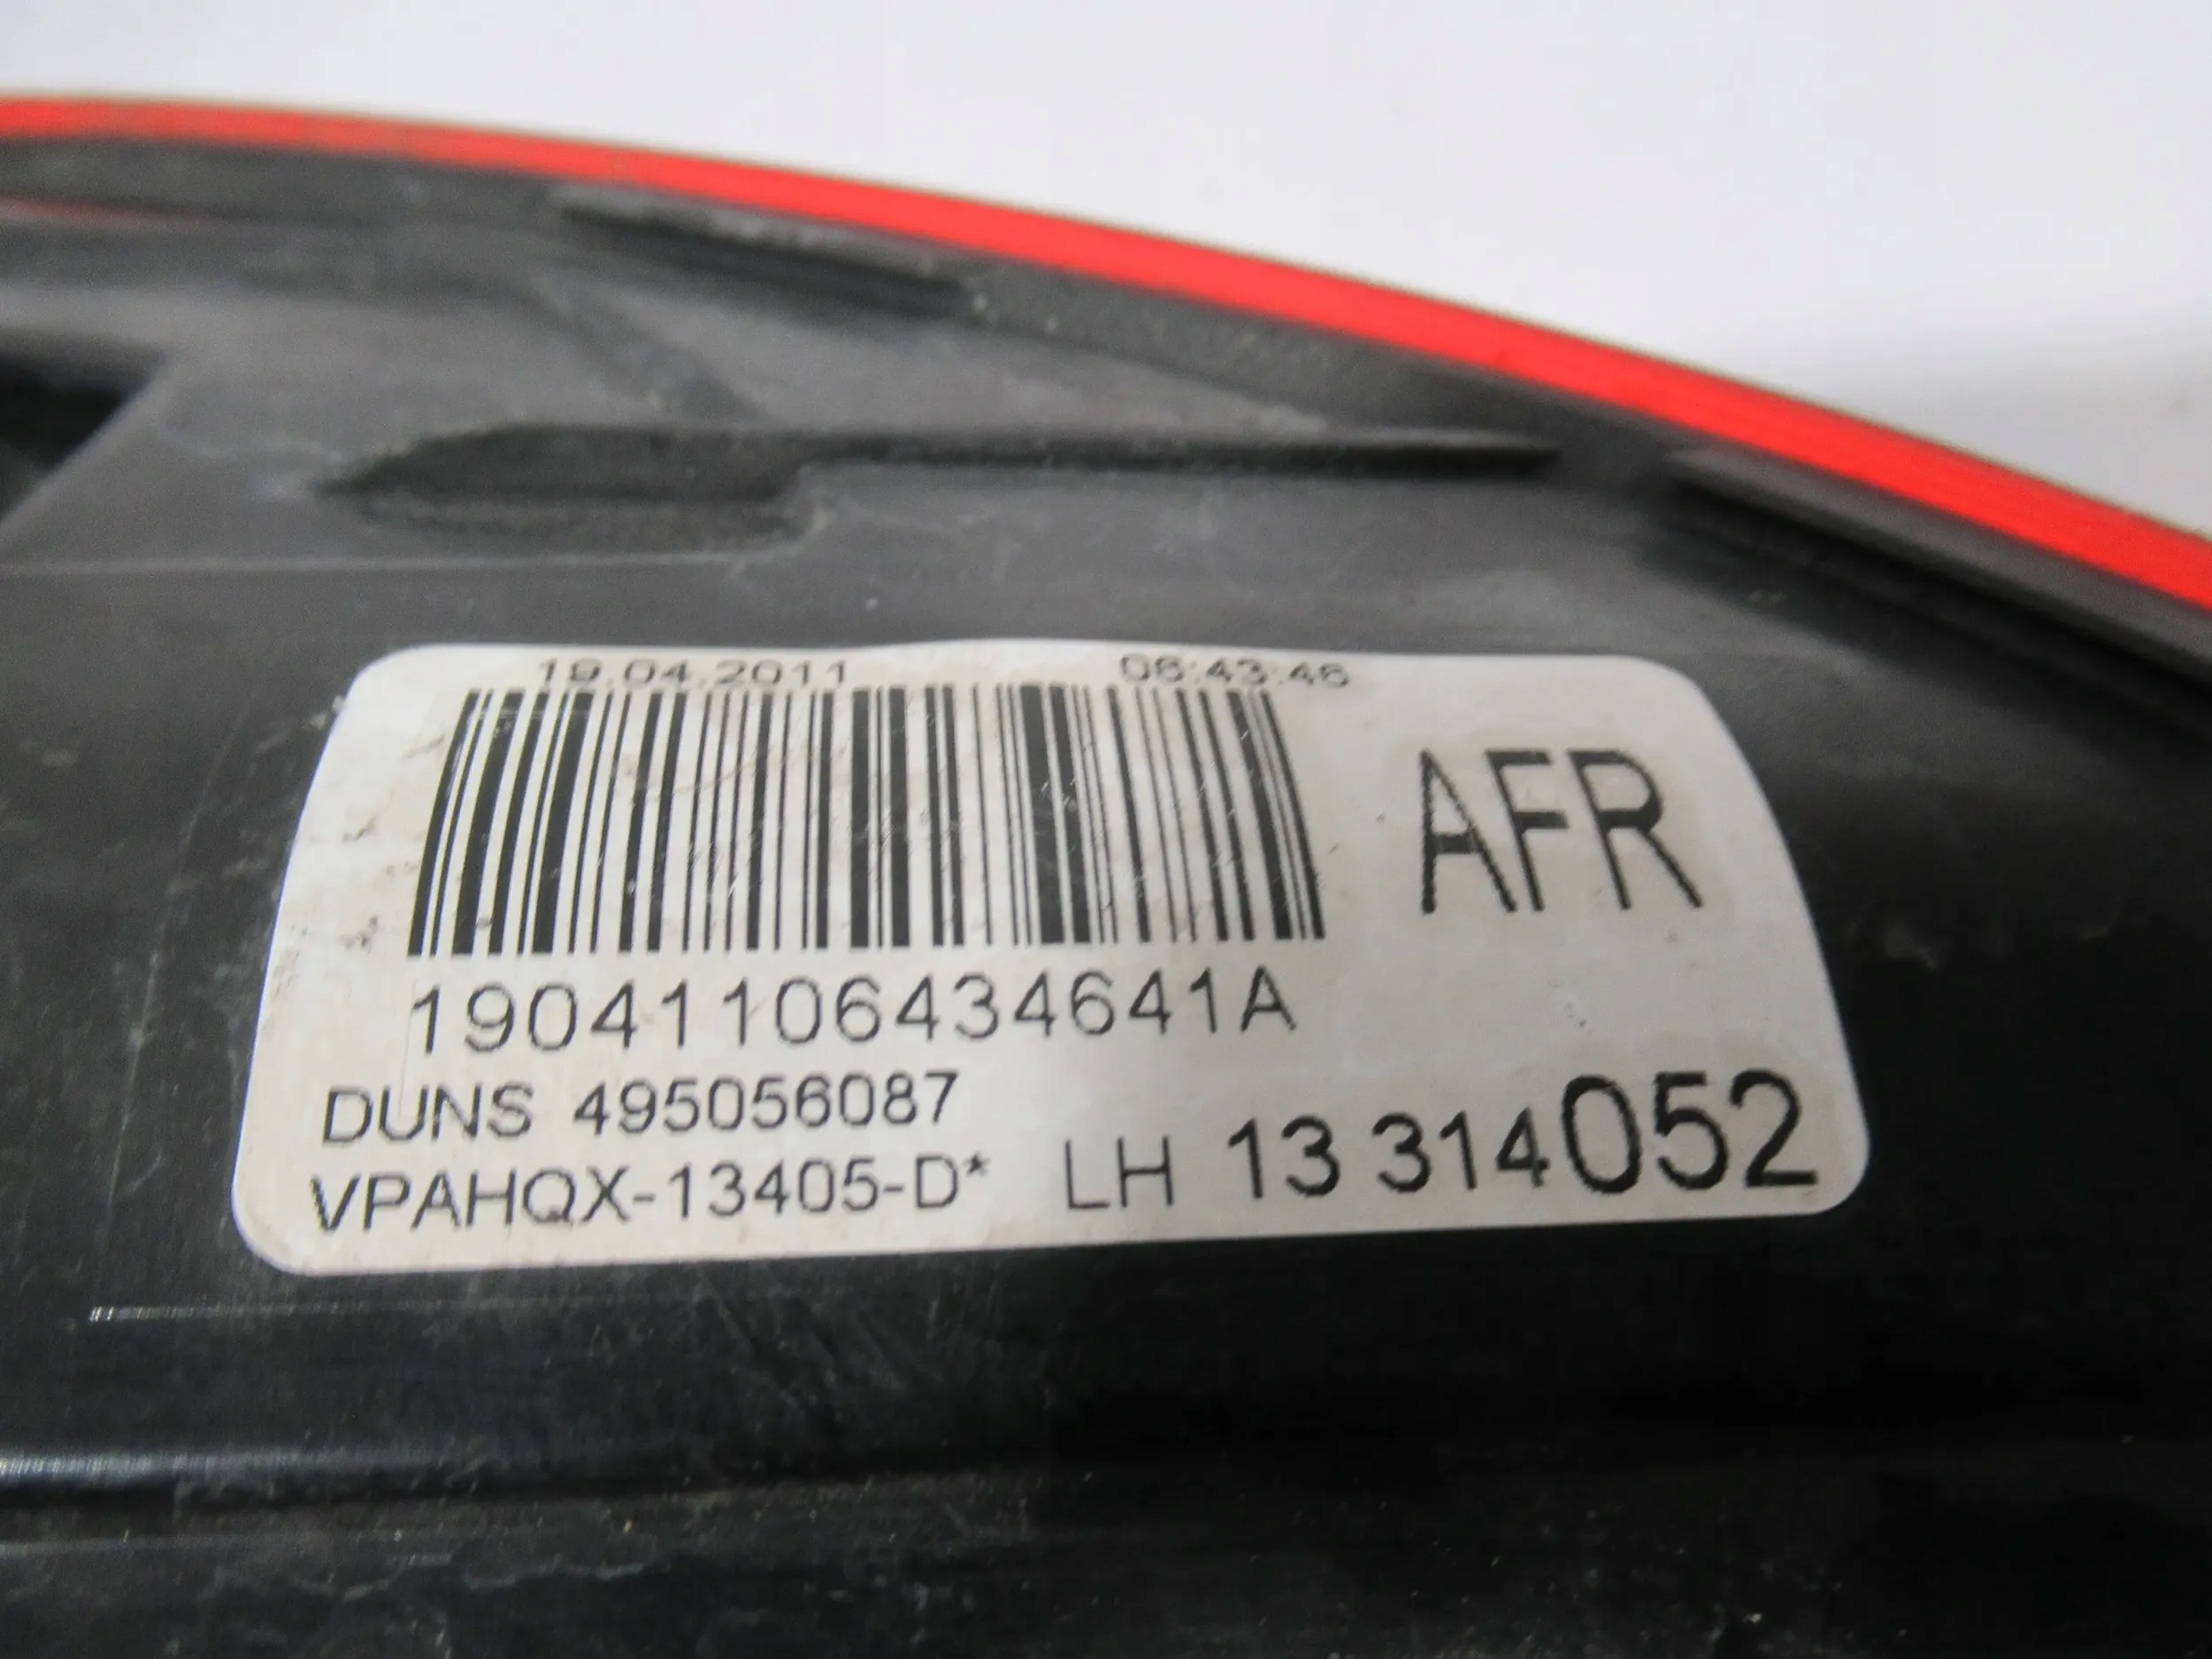 19.04.2011 06:43:46
AFR
19041106434641A
DUNS 495056087
VPAHQX-13405-D* LH 13 314052